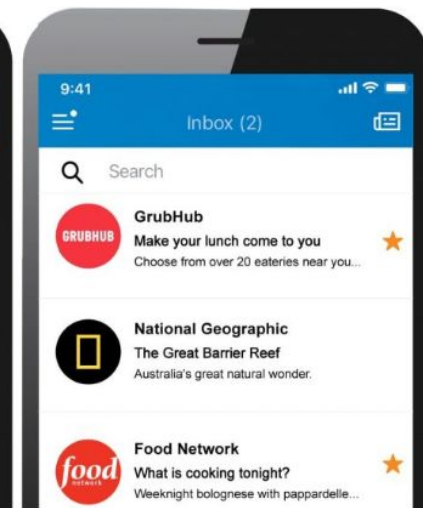 9:41
Inbox (2)
Search
GRUBHUB
GrubHub
Make your lunch come to you
Choose from over 20 eateries near you...
National Geographic
The Great Barrier Reef
Australia's great natural wonder.
food
network
Food Network
What is cooking tonight?
Weeknight bolognese with pappardelle...